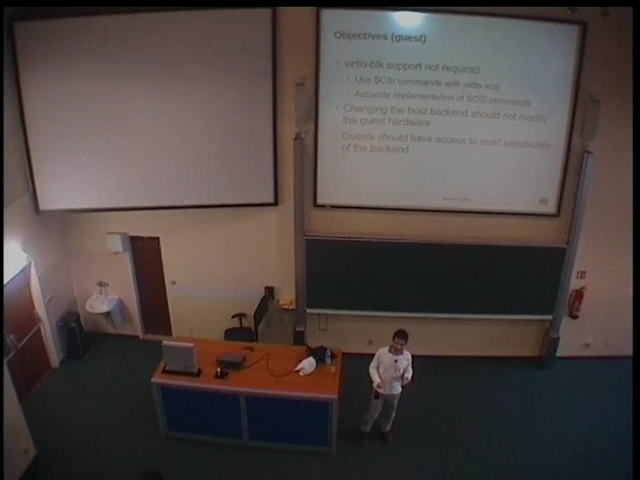 Objectives (guest)
virtio-blk support not required
Use SCSI commands with virtio-scsi
Accurate implementation of SCSI commands
Changing the host backend should not modify
the guest hardware
Guests should have access to most capabilities
of the backend